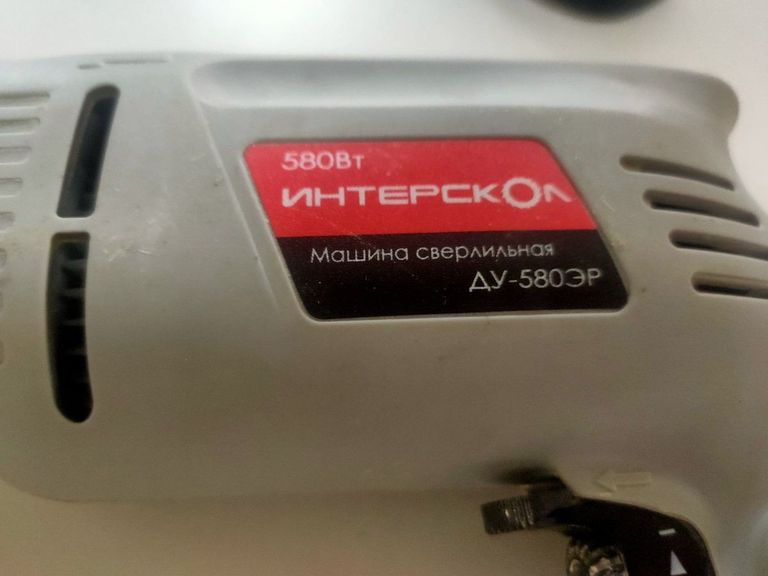 580Вт
ИНТЕРСКОЛ
Машина сверлильная
ДУ-580ЭР